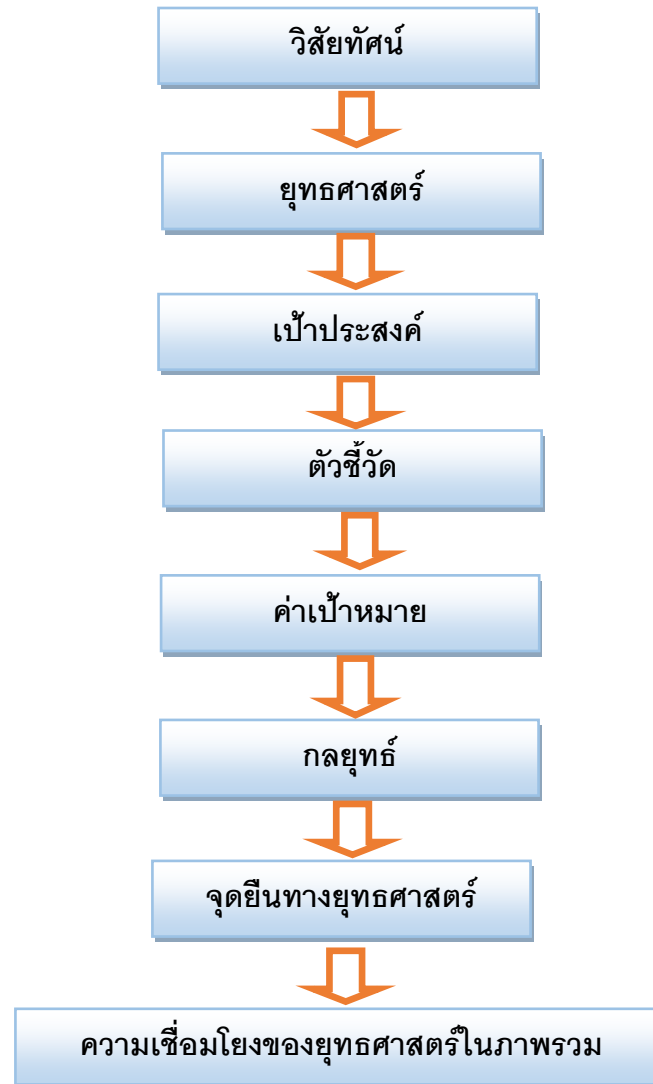 วิสัยทัศน์
ยุทธศาสตร์
เป้าประสงค์
ตัวชี้วัด
ค่าเป้าหมาย
กลยุทธ์
จุดยืนทางยุทธศาสตร์
ความเชื่อมโยงของยุทธศาสตร์ในภาพรวม